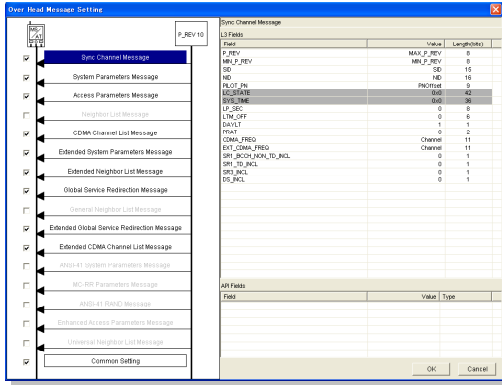 Over Head Message Setting
MS/
AT
P_REV:10
Sync Channel Message
System Parameters Message
Access Parameters Message
Neighbor List Message
CDMA Channel List Message
Extended System Parameters Message
Extended Neighbor List Message
Global Service Redirection Message
General Neighbor List Message
Extended Global Service Redirection Message
Extended CDMA Channel List Message
ANSI-41 System Parameters Message
MC-RR Parameters Message
ANSI-41 RAND Message
Enhanced Access Parameters Message
Universal Neighbor List Message
Common Setting
Sync Channel Message
L3 Fields
Field Value Length(bits)
P_REV MAX_P_REV 8
MIN_P_REV MIN_P_REV 8
SID SID 15
NID NID 16
PILOT_PN PNOffset 9
LC_STATE 0x0 42
SYS_TIME 0x0 36
LP_SEC 0 8
LTM_OFF 0 6
DAYLT 1 1
PRAT 0 2
CDMA_FREQ Channel 11
EXT_CDMA_FREQ Channel 11
SR1_BCCH_NON_TD_INCL 0 1
SR1_TD_INCL 0 1
SR3_INCL 0 1
DS_INCL 0 1
API Fields
Field Value Type
OK Cancel